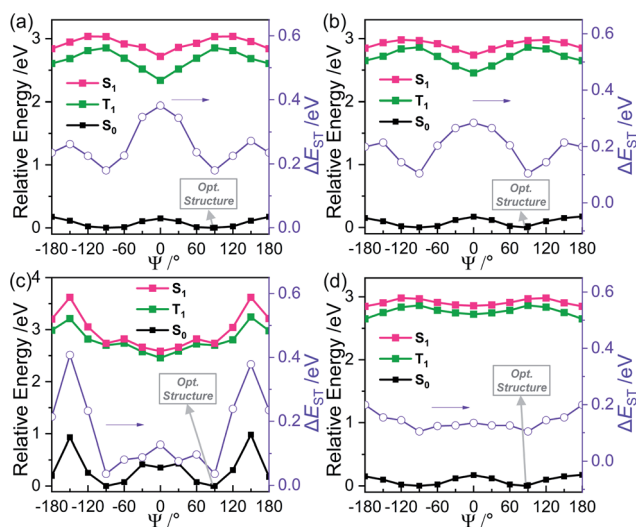 (a)
Relative Energy /eV
3
2
1
0
S1
T1
S0
Opt.
Structure
0.6
0.4
0.2
0.0
ΔEST /eV
-180 -120 -60 0 60 120 180
Ψ /°
(b)
Relative Energy /eV
3
2
1
0
S1
T1
S0
Opt.
Structure
0.6
0.4
0.2
0.0
ΔEST /eV
-180 -120 -60 0 60 120 180
Ψ /°
(c)
Relative Energy /eV
4
3
2
1
0
S1
T1
S0
Opt.
Structure
0.6
0.4
0.2
0.0
ΔEST /eV
-180 -120 -60 0 60 120 180
Ψ /°
(d)
Relative Energy /eV
3
2
1
0
S1
T1
S0
Opt.
Structure
0.6
0.4
0.2
0.0
ΔEST /eV
-180 -120 -60 0 60 120 180
Ψ /°